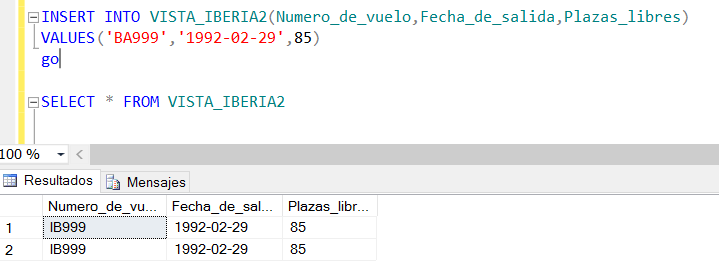 INSERT INTO VISTA_IBERIA2(Numero_de_vuelo,Fecha_de_salida,Plazas_libres)
VALUES('BA999','1992-02-29',85)
go
SELECT * FROM VISTA_IBERIA2
100 %
Resultados Mensajes
Numero_de_vu... Fecha_de_sal... Plazas_libr...
1 IB999 1992-02-29 85
2 IB999 1992-02-29 85